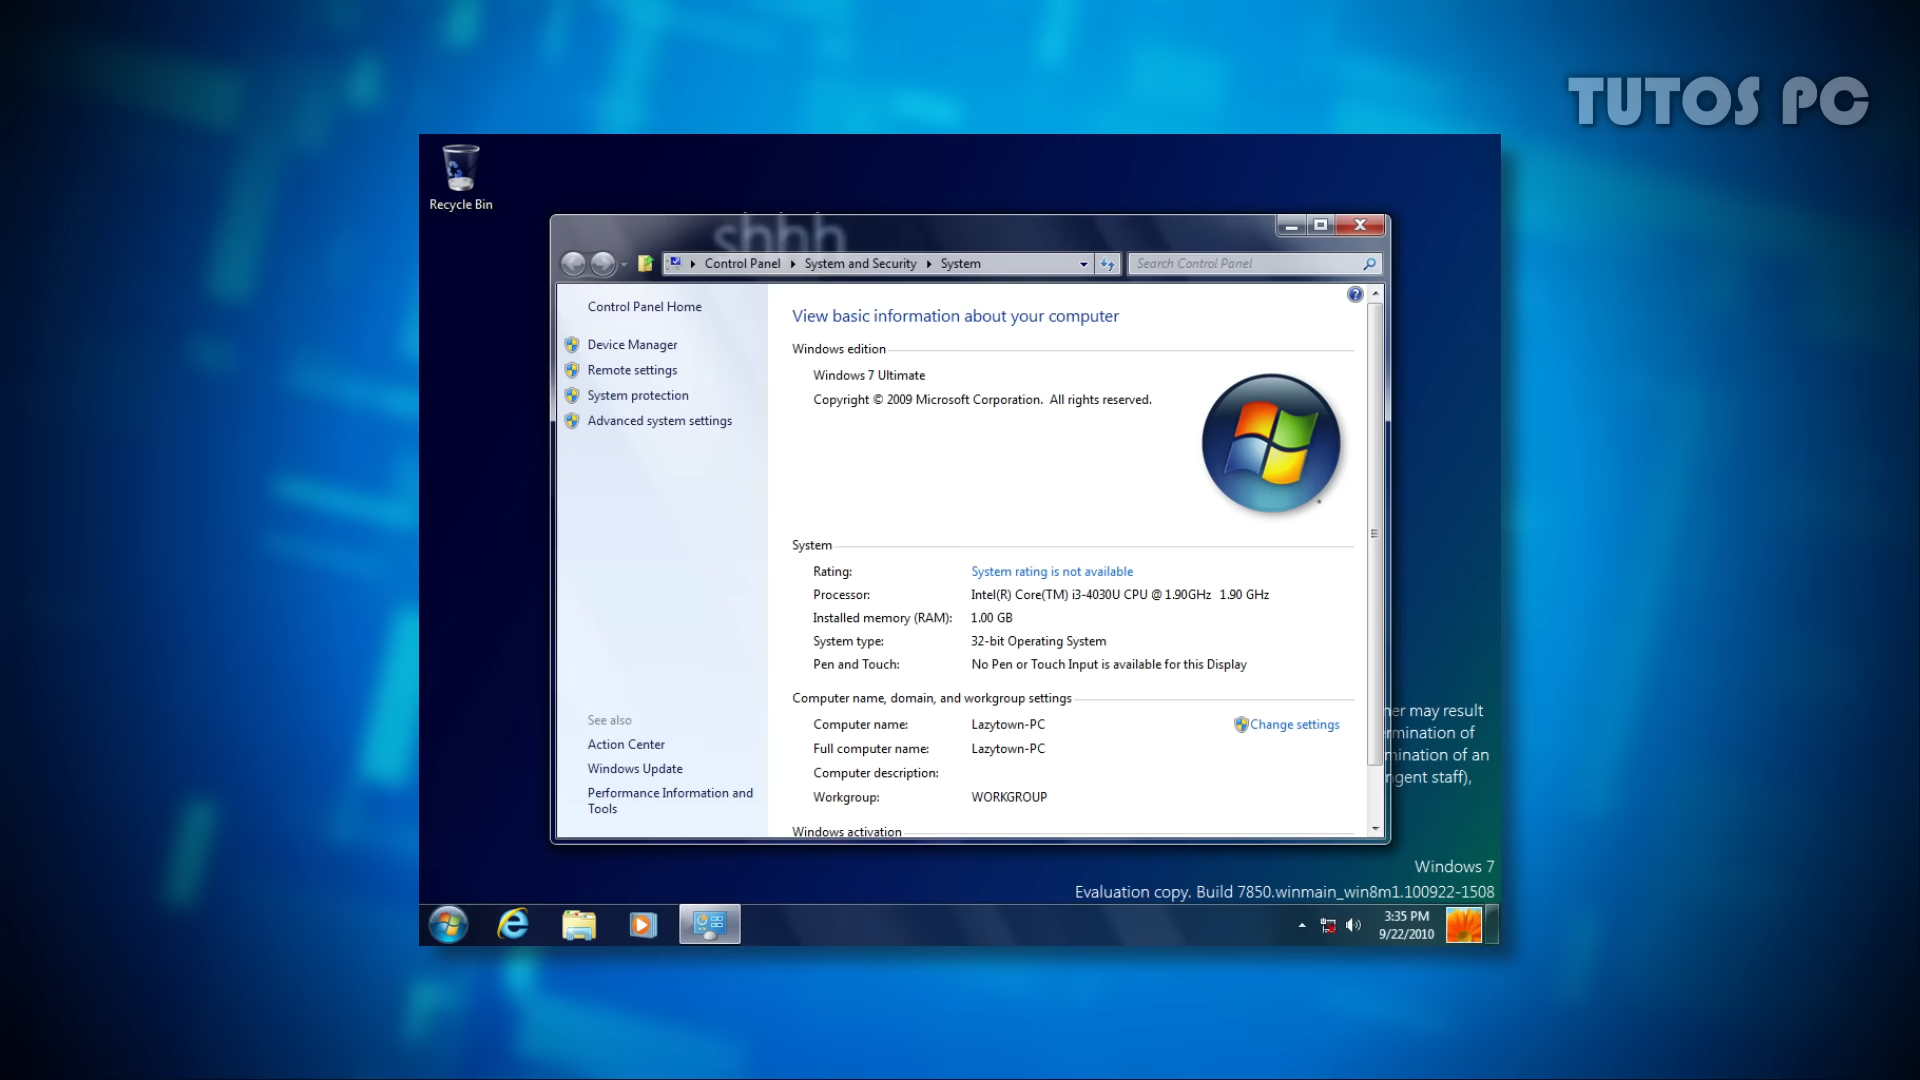 TUTOS PC
Recycle Bin
shhh
Control Panel System and Security System
Search Control Panel
Control Panel Home
Device Manager
Remote settings
System protection
Advanced system settings
See also
Action Center
Windows Update
Performance Information and
Tools
View basic information about your computer
Windows edition
Windows 7 Ultimate
Copyright © 2009 Microsoft Corporation. All rights reserved.
System
Rating: System rating is not available
Processor: Intel(R) Core(TM) i3-4030U CPU @ 1.90GHz 1.90 GHz
Installed memory (RAM): 1.00 GB
System type: 32-bit Operating System
Pen and Touch: No Pen or Touch Input is available for this Display
Computer name, domain, and workgroup settings
Computer name: Lazytown-PC Change settings
Full computer name: Lazytown-PC
Computer description:
Workgroup: WORKGROUP
Windows activation
may result
of
of an
staff),
Windows 7
Evaluation copy. Build 7850.winmain_win8m1.100922-1508
3:35 PM
9/22/2010